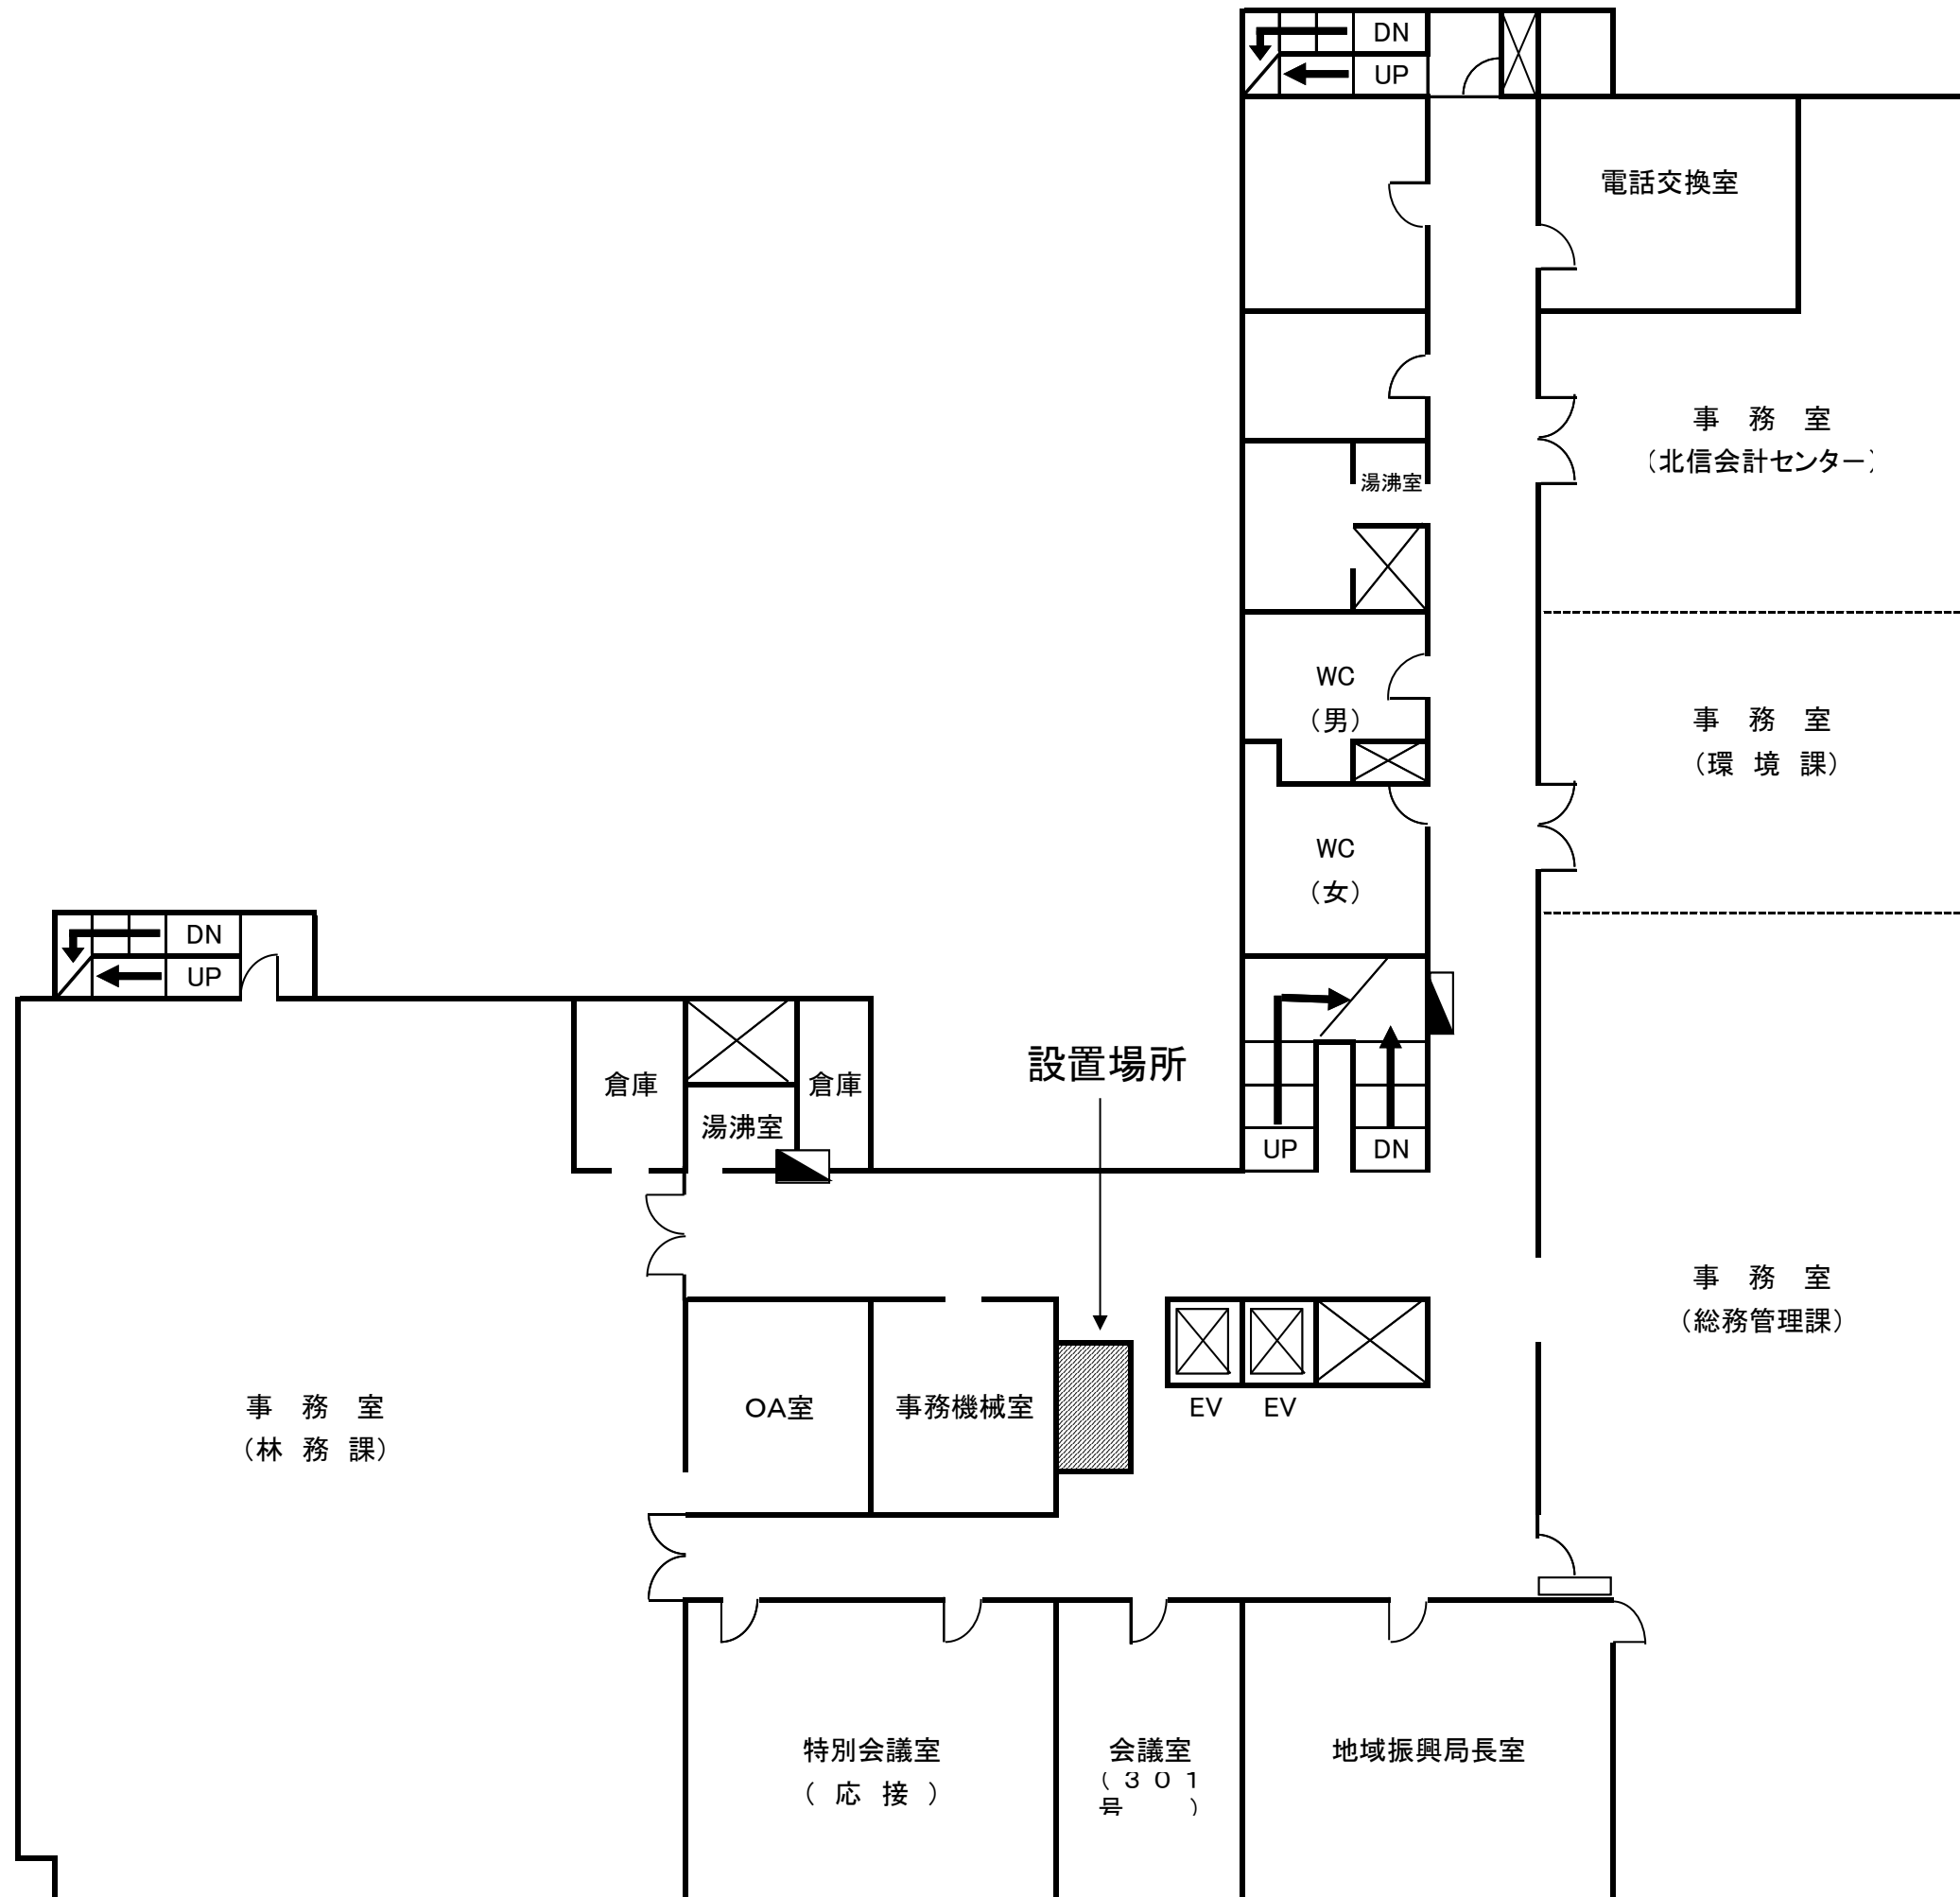 DN
UP
電話交換室
事　務　室
（北信会計センター）
湯沸室
WC
（男）
事　務　室
（環　境　課）
WC
（女）
DN
UP
設置場所
倉庫
倉庫
湯沸室
UP
DN
事　務　室
（総務管理課）
事　務　室
（林　務　課）
OA室
事務機械室
EV
EV
特別会議室
（　応　接　）
会議室
（３０１
号　　）
地域振興局長室